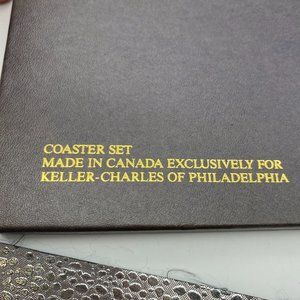 COASTER SET
MADE IN CANADA EXCLUSIVELY FOR
KELLER-CHARLES OF PHILADELPHIA